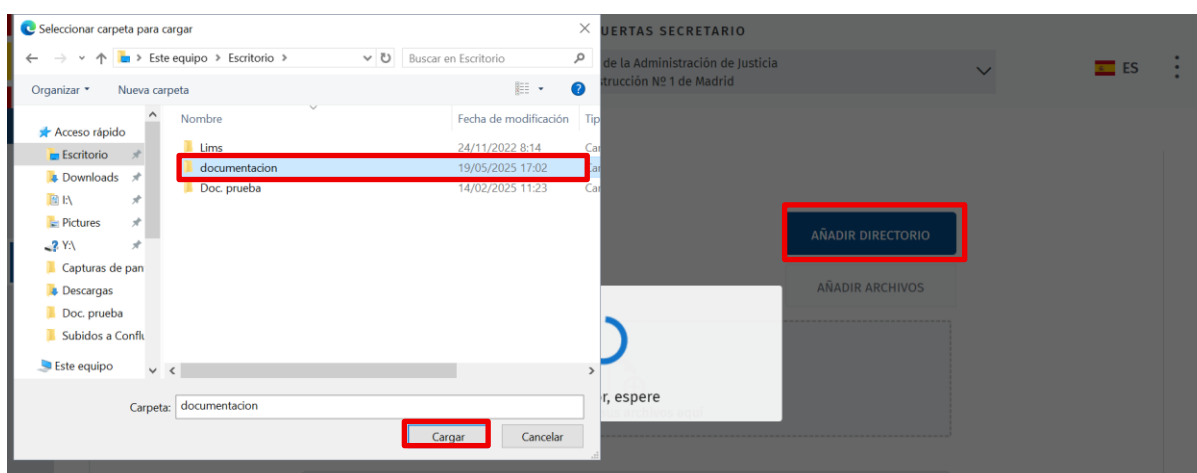 Seleccionar carpeta para cargar
Este equipo > Escritorio >
Buscar en Escritorio
Organizar
Nueva carpeta
Nombre
Fecha de modificación
Acceso rápido
Escritorio
Downloads
I:\
Pictures
Y:\
Capturas de pan
Descargas
Doc. prueba
Subidos a Conflu
Este equipo
Lims
24/11/2022 8:14
documentacion
19/05/2025 17:02
Doc. prueba
14/02/2025 11:23
Carpeta:
documentacion
Cargar
Cancelar
UERTAS SECRETARIO
de la Administración de Justicia
strucción Nº 1 de Madrid
ES
AÑADIR DIRECTORIO
AÑADIR ARCHIVOS
r, espere